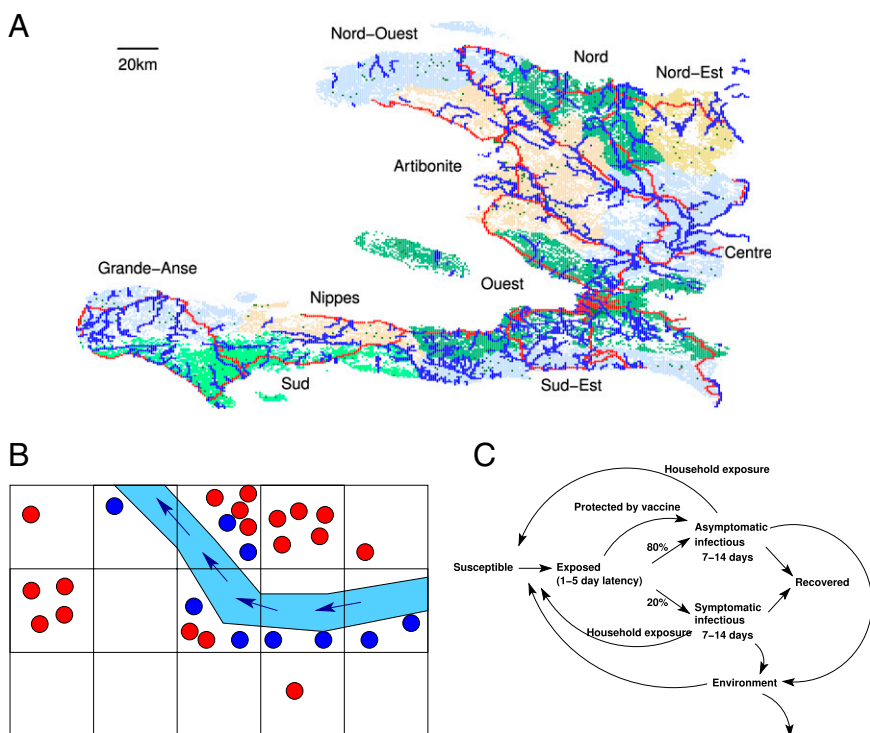 A
20km
Nord−Ouest
Nord
Nord−Est
Artibonite
Centre
Grande−Anse
Nippes
Ouest
Sud
Sud−Est
B
C
Household exposure
Protected by vaccine
Asymptomatic
infectious
7−14 days
80%
Susceptible
Exposed
(1−5 day latency)
Recovered
20%
Symptomatic
infectious
7−14 days
Household exposure
Environment